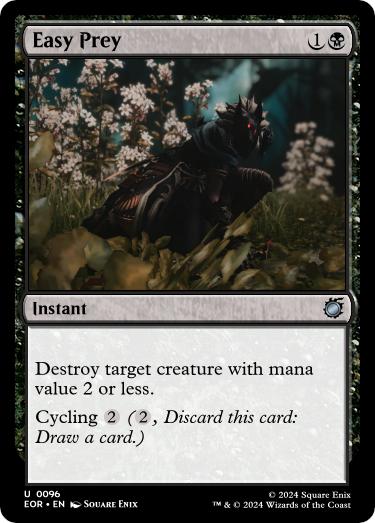 Easy Prey 1
Instant
Destroy target creature with mana
value 2 or less.
Cycling 2 (2, Discard this card:
Draw a card.)
U 0096
EOR • EN SQUARE ENIX
© 2024 Square Enix
™ & © 2024 Wizards of the Coast